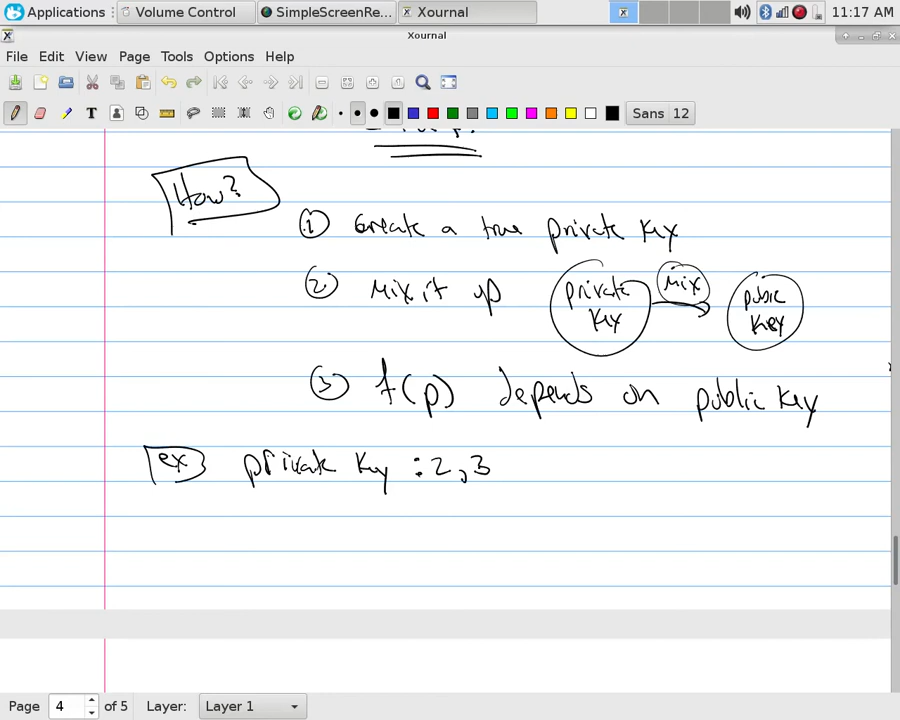 Applications Volume Control SimpleScreenRe... Xournal 11:17 AM
Xournal
File Edit View Page Tools Options Help
Sans 12
How?
① Create a true private key
② Mix it up private key mix public key
③ f(p) depends on public key
ex private key : 2,3
Page 4 of 5 Layer: Layer 1